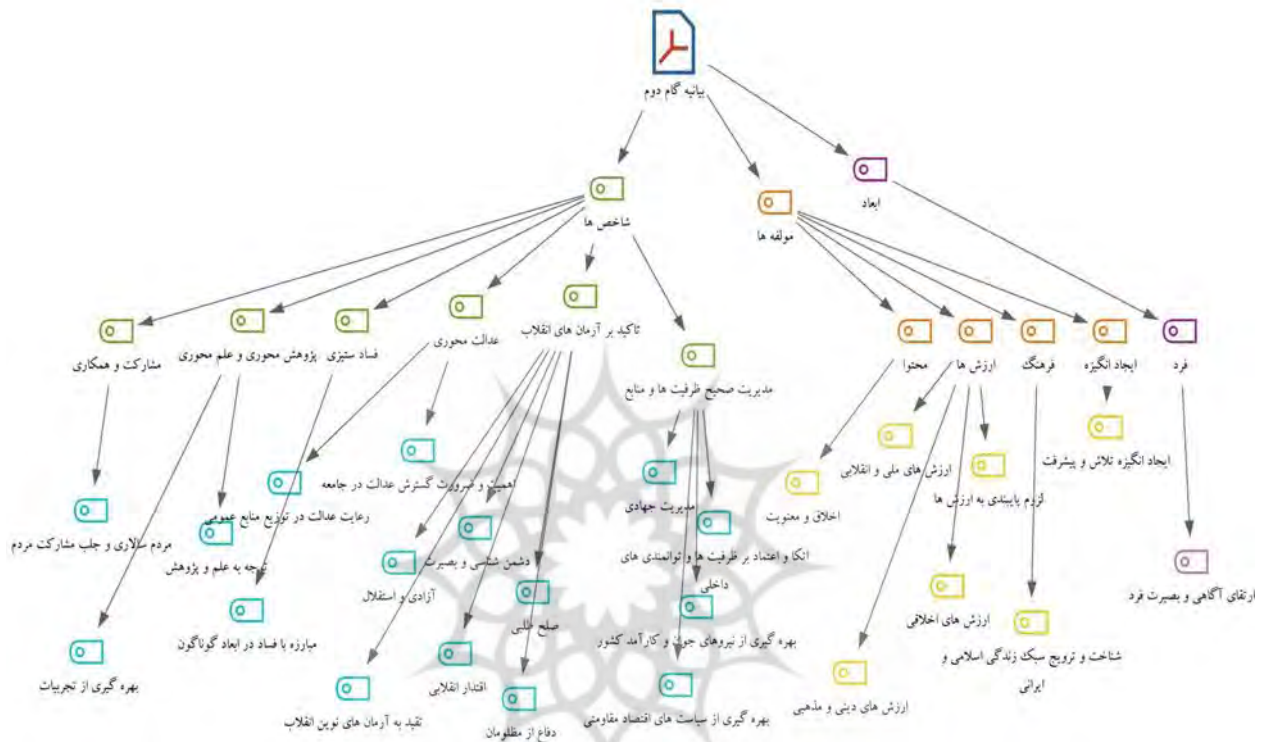 بیانیه گام دوم
ابعاد
شاخص ها
مولفه ها
تاکید بر آرمان های انقلاب
عدالت محوری
فساد ستیزی
پژوهش محوری و علم محوری
مشارکت و همکاری
فرد
ایجاد انگیزه
فرهنگ
ارزش ها
محتوا
مدیریت صحیح ظرفیت ها و منابع
ایجاد انگیزه تلاش و پیشرفت
ارزش های ملی و انقلابی
اهمیت و ضرورت گسترش عدالت در جامعه
لزوم پایبندی به ارزش ها
مدیریت جهادی
اخلاق و معنویت
رعایت عدالت در توزیع منابع عمومی
مردم سالاری و جلب مشارکت مردم
توجه به علم و پژوهش
دشمن شناسی و بصیرت
اتکا و اعتماد بر ظرفیت ها و توانمندی های
داخلی
آزادی و استقلال
ارتقای آگاهی و بصیرت فرد
صلح طلبی
ارزش های اخلاقی
مبارزه با فساد در ابعاد گوناگون
بهره گیری از نیروهای جوان و کارآمد کشور
شناخت و ترویج سبک زندگی اسلامی و
ایرانی
بهره گیری از تجربیات
اقتدار انقلابی
ارزش های دینی و مذهبی
تقید به آرمان های نوین انقلاب
بهره گیری از سیاست های اقتصاد مقاومتی
دفاع از مظلومان